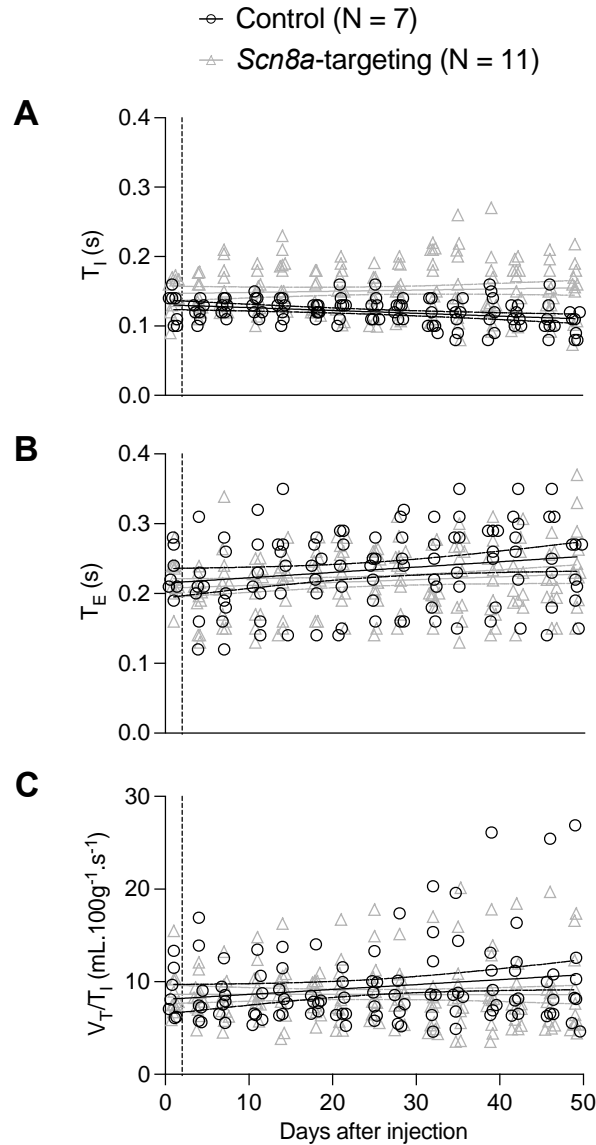 Control (N = 7)
Scn8a-targeting (N = 11)
A
0.4
0.3
0.2
0.1
0.0
T_I (s)
B
0.4
0.3
0.2
0.1
0.0
T_E (s)
C
30
20
10
0
V_T/T_I (mL.100g⁻¹.s⁻¹)
0 10 20 30 40 50
Days after injection